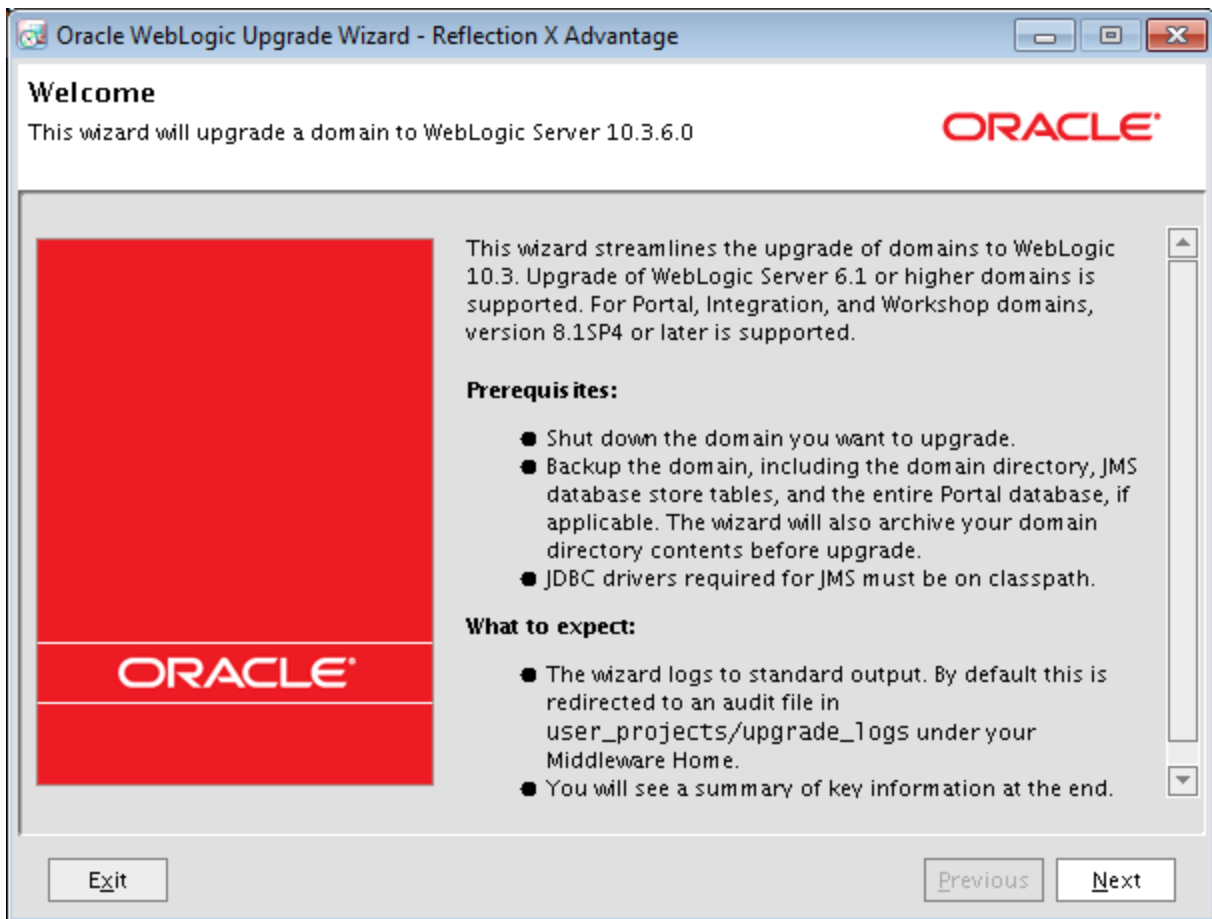 Oracle WebLogic Upgrade Wizard - Reflection X Advantage
Welcome
This wizard will upgrade a domain to WebLogic Server 10.3.6.0
ORACLE®
This wizard streamlines the upgrade of domains to WebLogic
10.3. Upgrade of WebLogic Server 6.1 or higher domains is
supported. For Portal, Integration, and Workshop domains,
version 8.1SP4 or later is supported.
Prerequisites:
● Shut down the domain you want to upgrade.
● Backup the domain, including the domain directory, JMS
database store tables, and the entire Portal database, if
applicable. The wizard will also archive your domain
directory contents before upgrade.
● JDBC drivers required for JMS must be on classpath.
What to expect:
● The wizard logs to standard output. By default this is
redirected to an audit file in
user_projects/upgrade_logs under your
Middleware Home.
● You will see a summary of key information at the end.
ORACLE®
Exit
Previous
Next